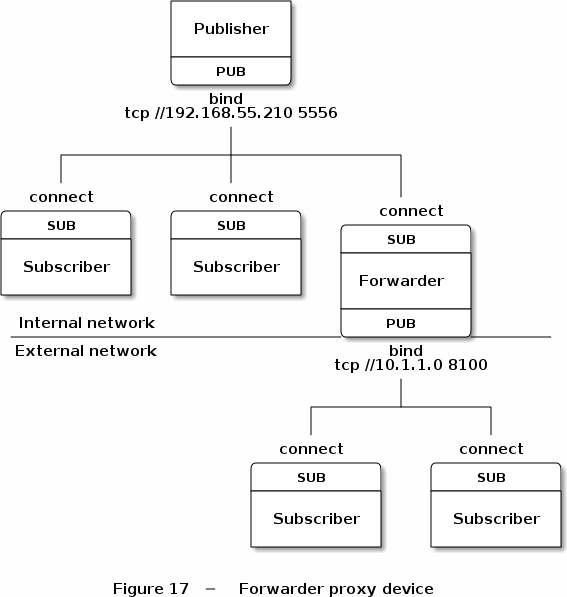 Publisher
PUB
bind
tcp //192.168.55.210 5556
connect connect
connect
SUB SUB
SUB
Subscriber Subscriber
Forwarder
PUB
Internal network
External network
bind
tcp //10.1.1.0 8100
connect connect
SUB SUB
Subscriber Subscriber
Figure 17 – Forwarder proxy device